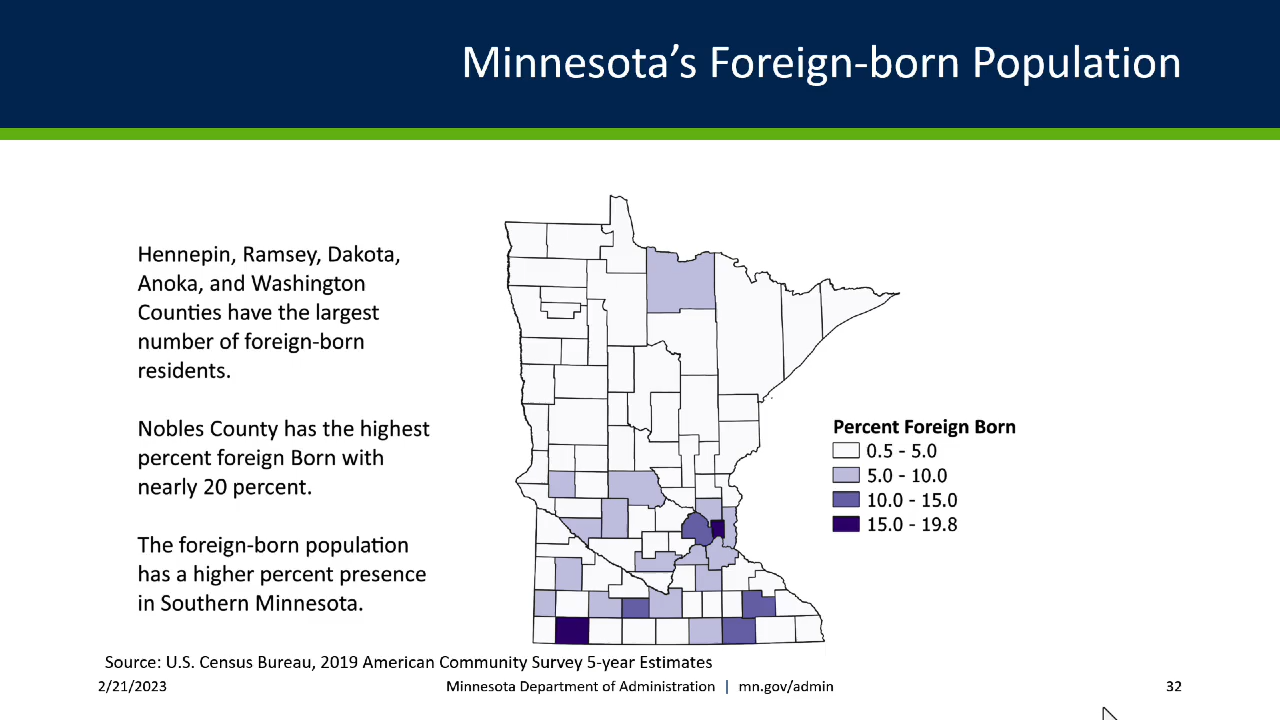 Minnesota's Foreign-born Population
Hennepin, Ramsey, Dakota,
Anoka, and Washington
Counties have the largest
number of foreign-born
residents.
Nobles County has the highest
percent foreign Born with
nearly 20 percent.
The foreign-born population
has a higher percent presence
in Southern Minnesota.
Percent Foreign Born
0.5 - 5.0
5.0 - 10.0
10.0 - 15.0
15.0 - 19.8
Source: U.S. Census Bureau, 2019 American Community Survey 5-year Estimates
2/21/2023
Minnesota Department of Administration | mn.gov/admin
32